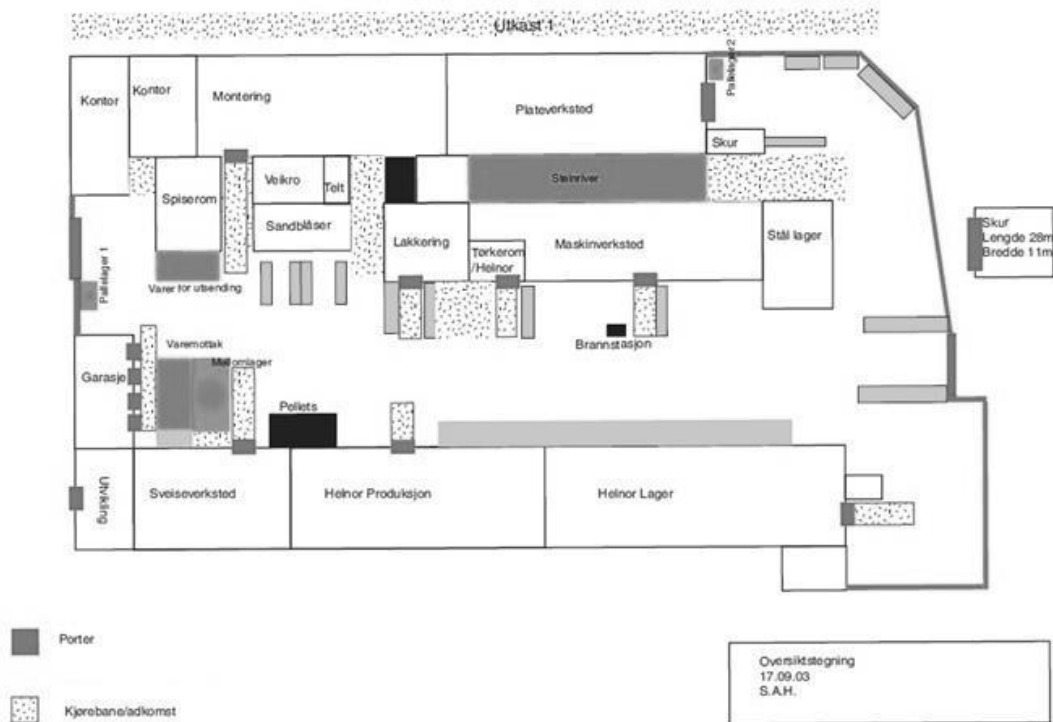 Utkast 1
Kontor
Kontor
Montering
Plateverksted
Pallelager 2
Skur
Spiserom
Veikro
Telt
Steinriver
Sandblåser
Lakkering
Tørkerom
/Helnor
Maskinverksted
Stål lager
Skur
Lengde 28m
Bredde 11m
Pallelager 1
Varer for utsending
Varemottak
Mellomlager
Brannstasjon
Garasje
Pellets
Utvikling
Sveiseverksted
Helnor Produksjon
Helnor Lager
Porter
Kjørebane/adkomst
Oversiktstegning
17.09.03
S.A.H.